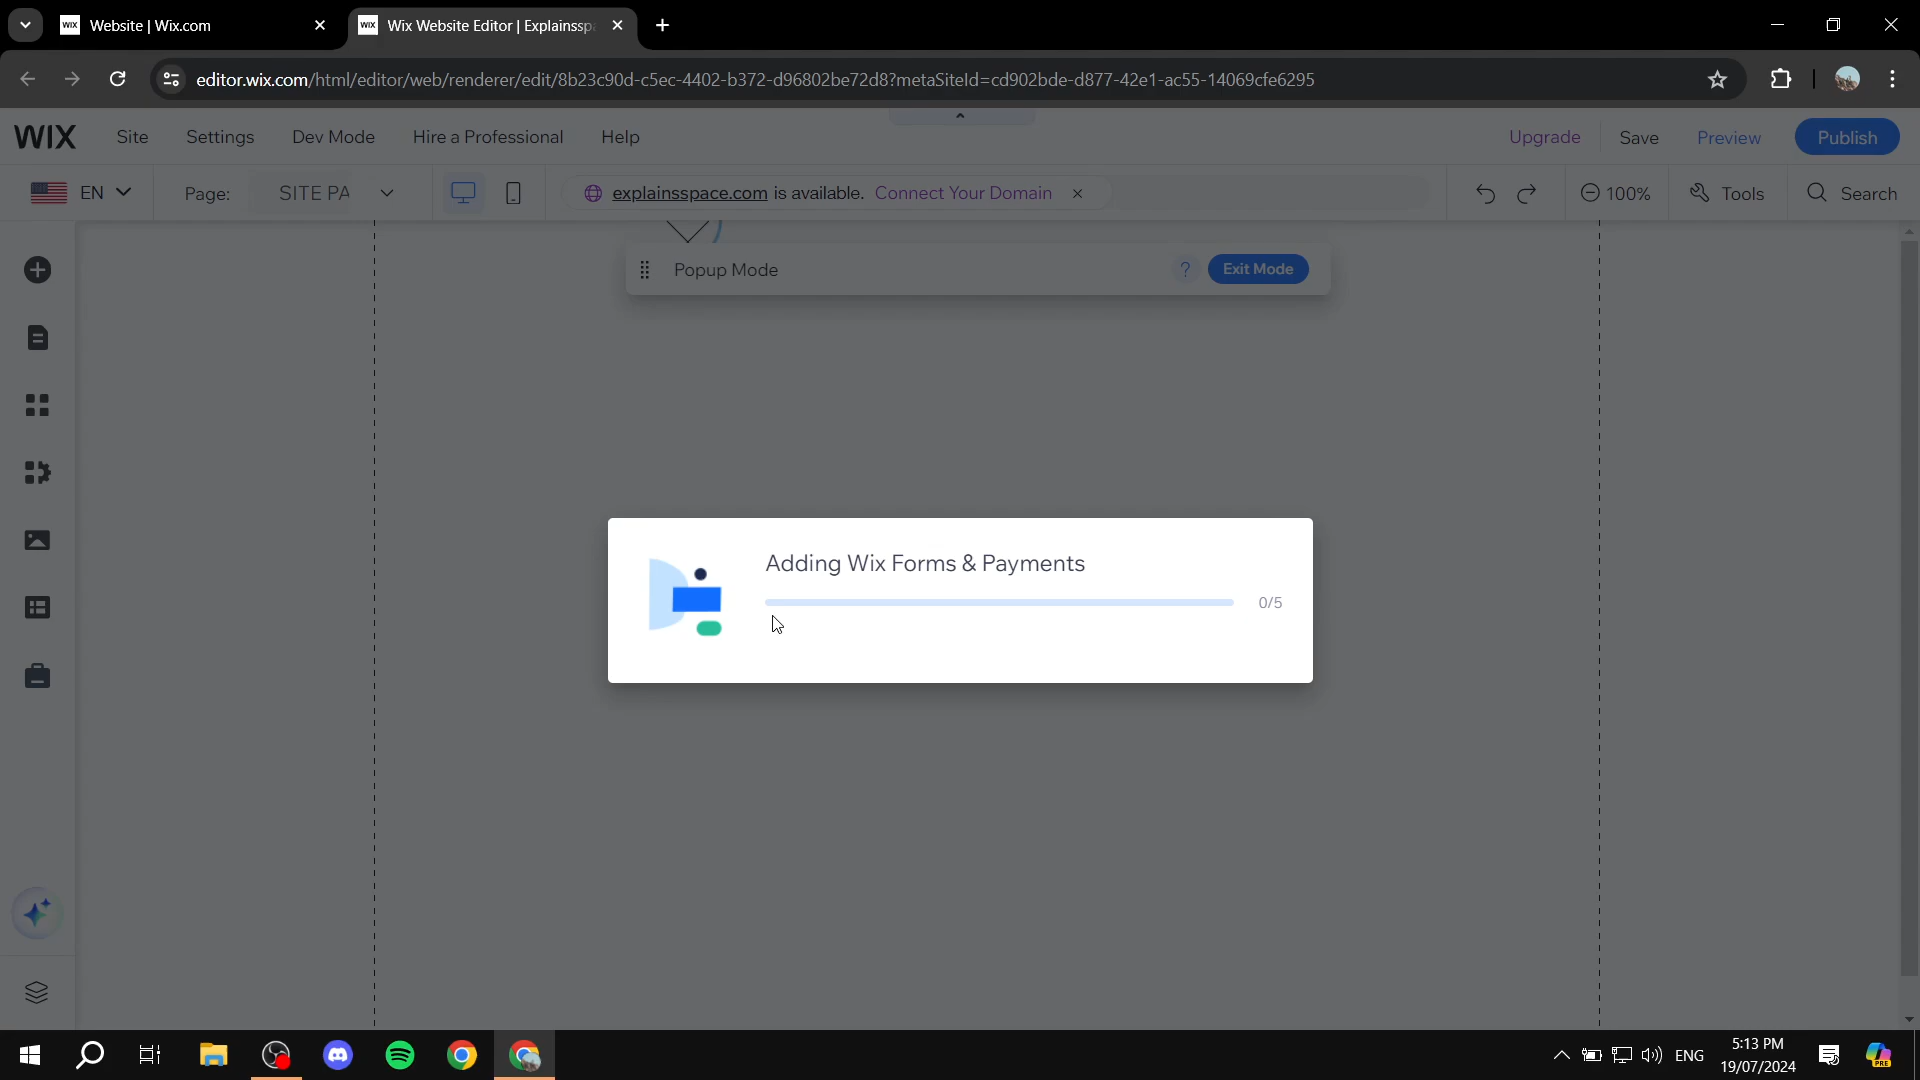 WIX Website | Wix.com
WIX Wix Website Editor | Explainssp
editor.wix.com/html/editor/web/renderer/edit/8b23c90d-c5ec-4402-b372-d96802be72d8?metaSiteId=cd902bde-d877-42e1-ac55-14069cfe6295
WIX Site Settings Dev Mode Hire a Professional Help Upgrade Save Preview Publish
EN Page: SITE PA explainsspace.com is available. Connect Your Domain 100% Tools Search
Popup Mode ? Exit Mode
Adding Wix Forms & Payments
0/5
ENG 5:13 PM
19/07/2024
PRE